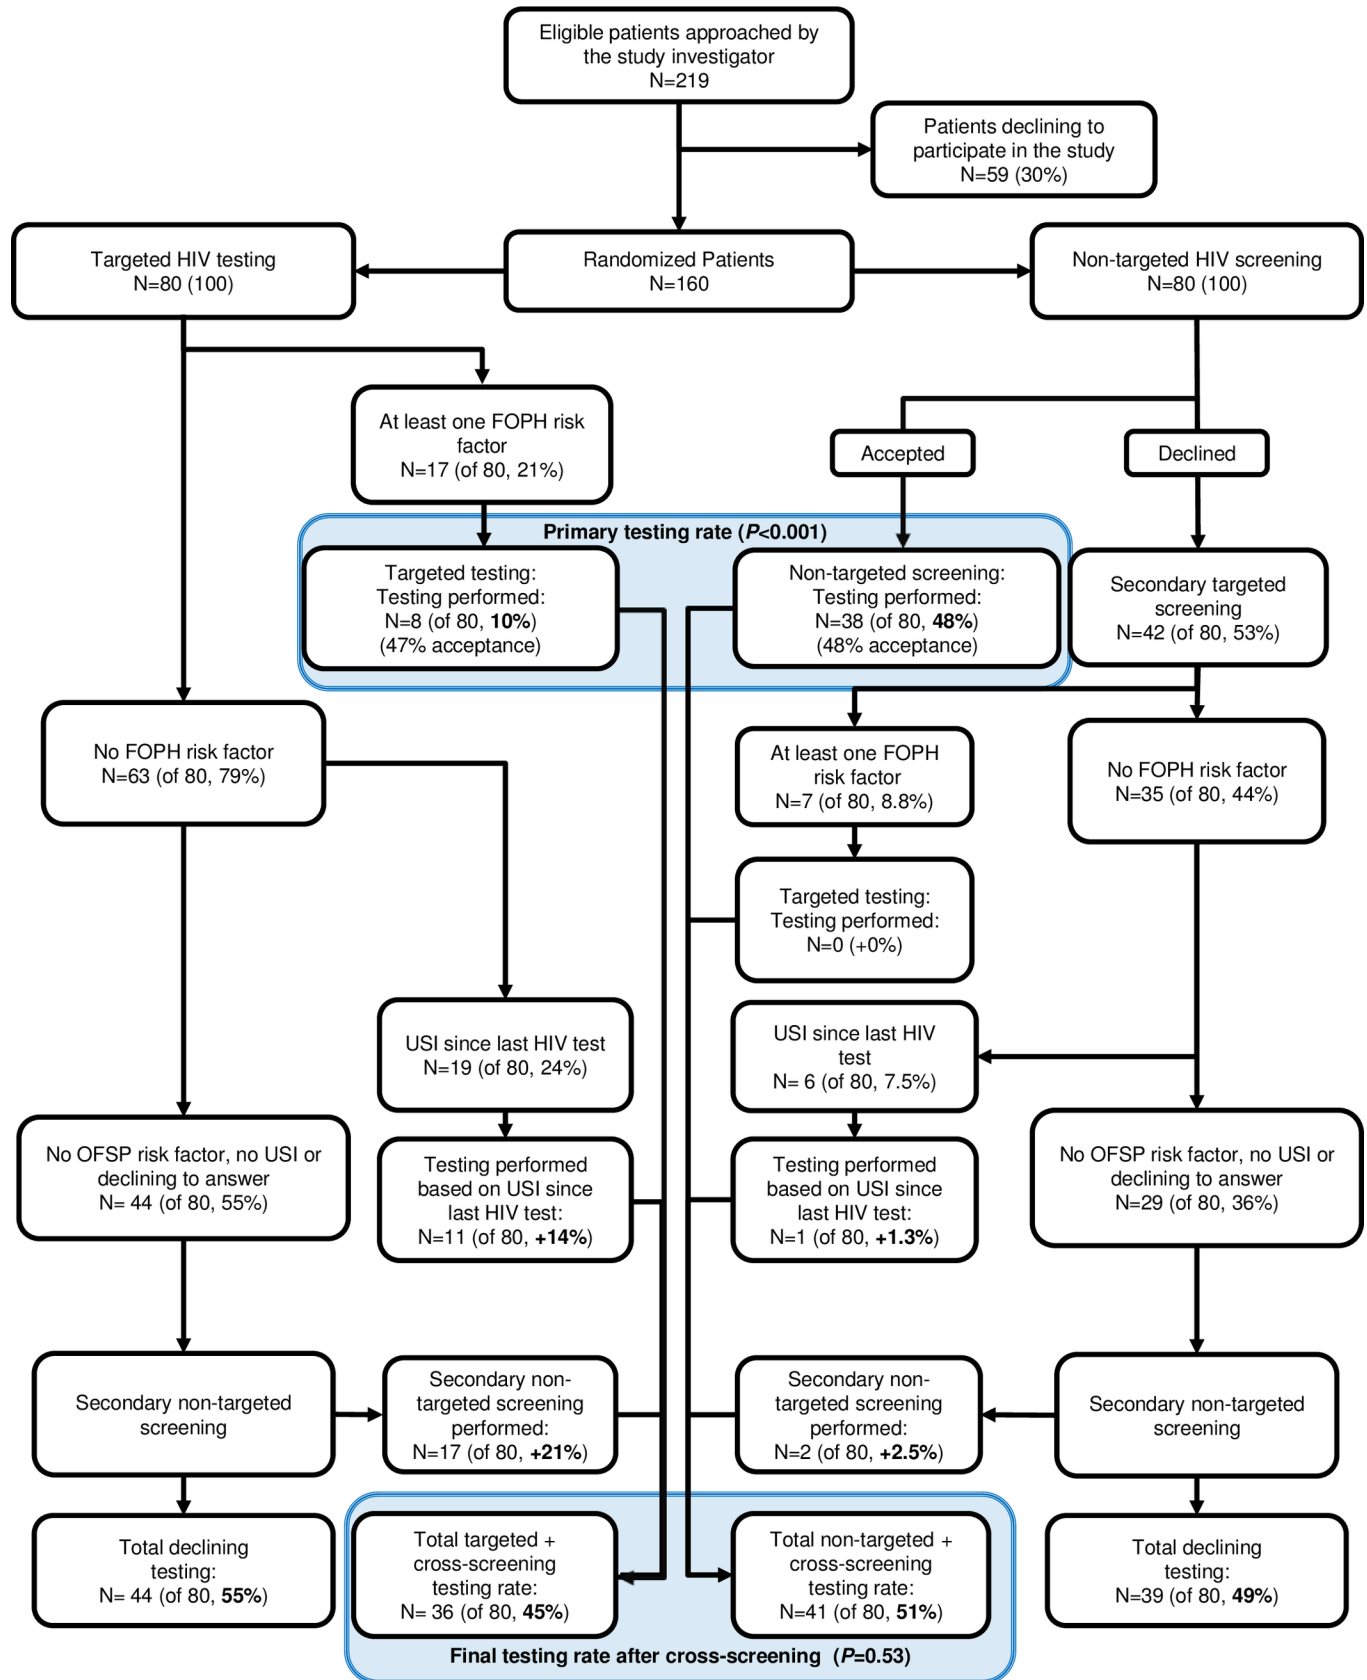 Eligible patients approached by
the study investigator
N=219
Patients declining to
participate in the study
N=59 (30%)
Targeted HIV testing
N=80 (100)
Randomized Patients
N=160
Non-targeted HIV screening
N=80 (100)
At least one FOPH risk
factor
N=17 (of 80, 21%)
Accepted
Declined
Primary testing rate (P<0.001)
Targeted testing:
Testing performed:
N=8 (of 80, 10%)
(47% acceptance)
Non-targeted screening:
Testing performed:
N=38 (of 80, 48%)
(48% acceptance)
Secondary targeted
screening
N=42 (of 80, 53%)
No FOPH risk factor
N=63 (of 80, 79%)
At least one FOPH
risk factor
N=7 (of 80, 8.8%)
No FOPH risk factor
N=35 (of 80, 44%)
Targeted testing:
Testing performed:
N=0 (+0%)
USI since last HIV test
N=19 (of 80, 24%)
USI since last HIV
test
N= 6 (of 80, 7.5%)
No OFSP risk factor, no USI or
declining to answer
N= 44 (of 80, 55%)
Testing performed
based on USI since
last HIV test:
N=11 (of 80, +14%)
Testing performed
based on USI since
last HIV test:
N=1 (of 80, +1.3%)
No OFSP risk factor, no USI or
declining to answer
N=29 (of 80, 36%)
Secondary non-targeted
screening
Secondary non-
targeted screening
performed:
N=17 (of 80, +21%)
Secondary non-
targeted screening
performed:
N=2 (of 80, +2.5%)
Secondary non-targeted
screening
Total declining
testing:
N= 44 (of 80, 55%)
Total targeted +
cross-screening
testing rate:
N= 36 (of 80, 45%)
Total non-targeted +
cross-screening
testing rate:
N=41 (of 80, 51%)
Total declining
testing:
N=39 (of 80, 49%)
Final testing rate after cross-screening (P=0.53)